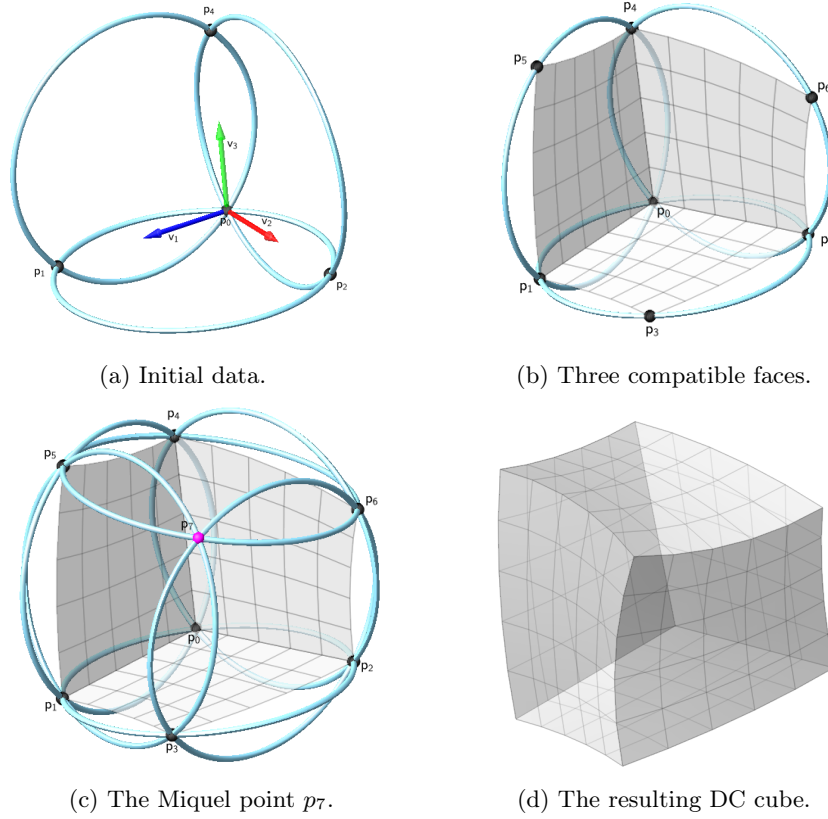 p4
v3
p0
v2
v1
p1
p2
(a) Initial data.
p4
p5
p6
p0
p1
p
p3
(b) Three compatible faces.
p4
p5
p6
p7
p0
p2
p1
p3
(c) The Miquel point p7.
(d) The resulting DC cube.